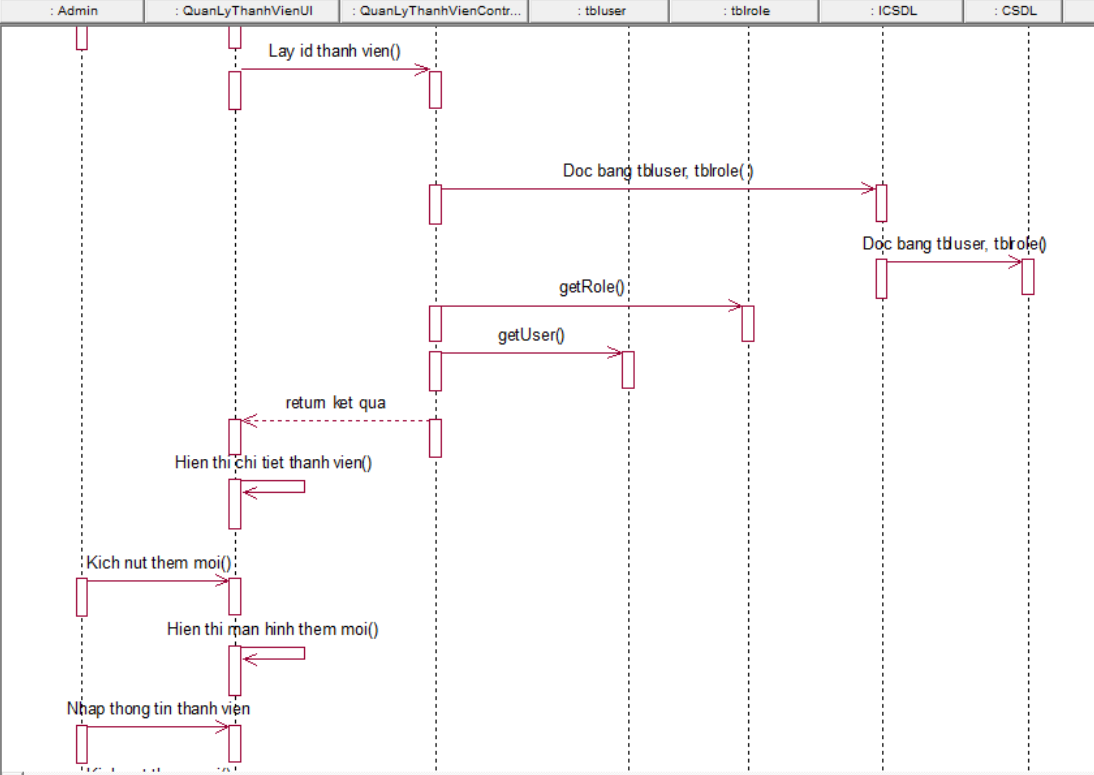 : Admin
: QuanLyThanhVienUI
: QuanLyThanhVienContr...
: tbluser
: tblrole
: ICSDL
: CSDL
Lay id thanh vien()
Doc bang tbluser, tblrole( )
Doc bang tbluser, tblrole()
getRole()
getUser()
return ket qua
Hien thi chi tiet thanh vien()
Kich nut them moi()
Hien thi man hinh them moi()
Nhap thong tin thanh vien